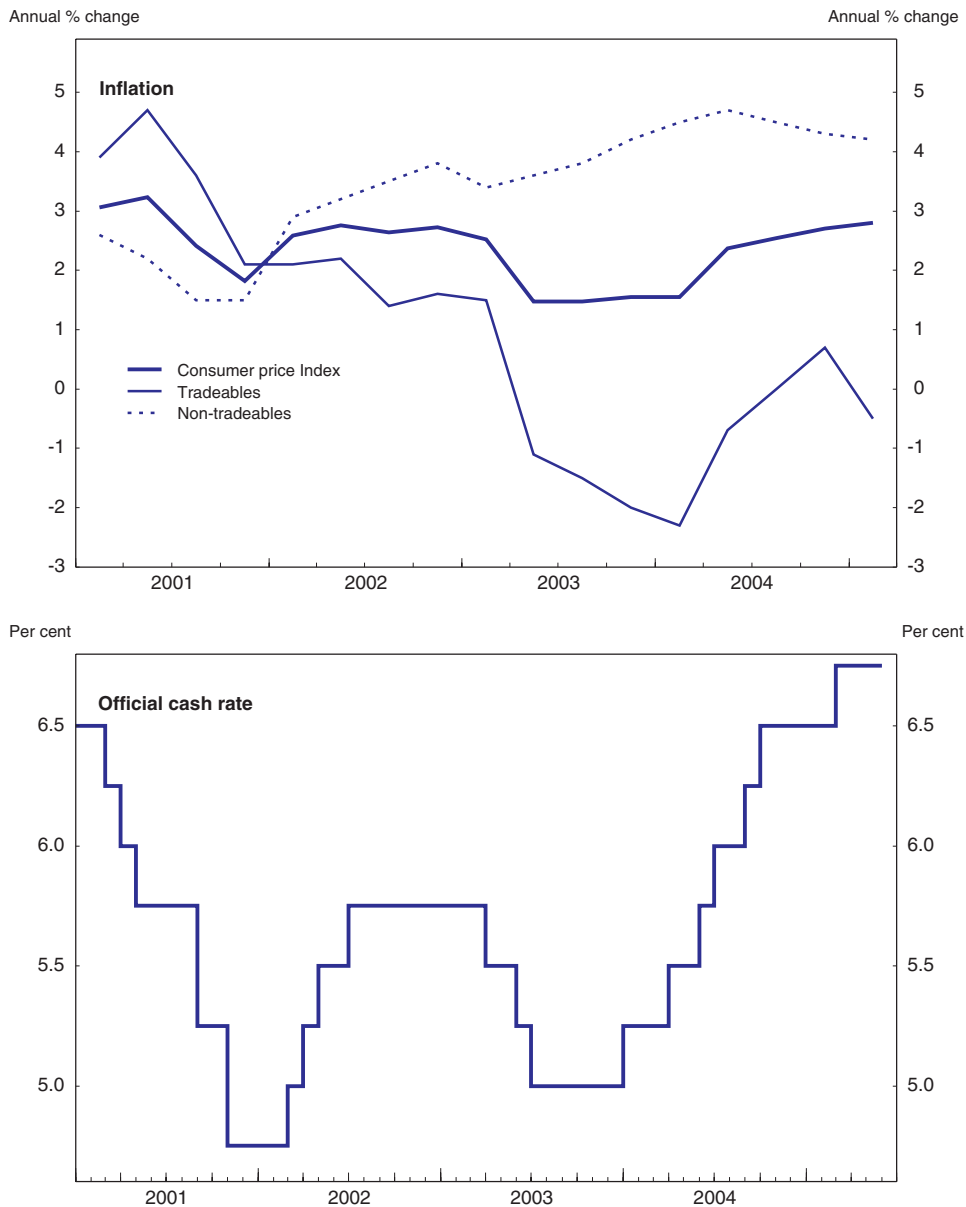 Annual % change Annual % change
Inflation
5 5
4 4
3 3
2 2
1 1
0 0
-1 -1
-2 -2
-3 -3
Consumer price Index
Tradeables
Non-tradeables
2001 2002 2003 2004
Per cent Per cent
Official cash rate
6.5 6.5
6.0 6.0
5.5 5.5
5.0 5.0
2001 2002 2003 2004